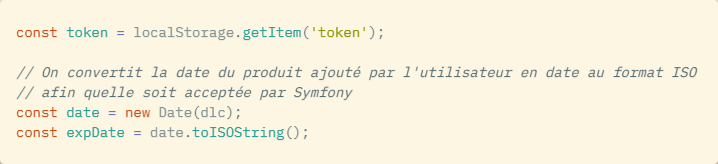 const token = localStorage.getItem('token');
// On convertit la date du produit ajouté par l'utilisateur en date au format ISO
// afin quelle soit acceptée par Symfony
const date = new Date(dlc);
const expDate = date.toISOString();